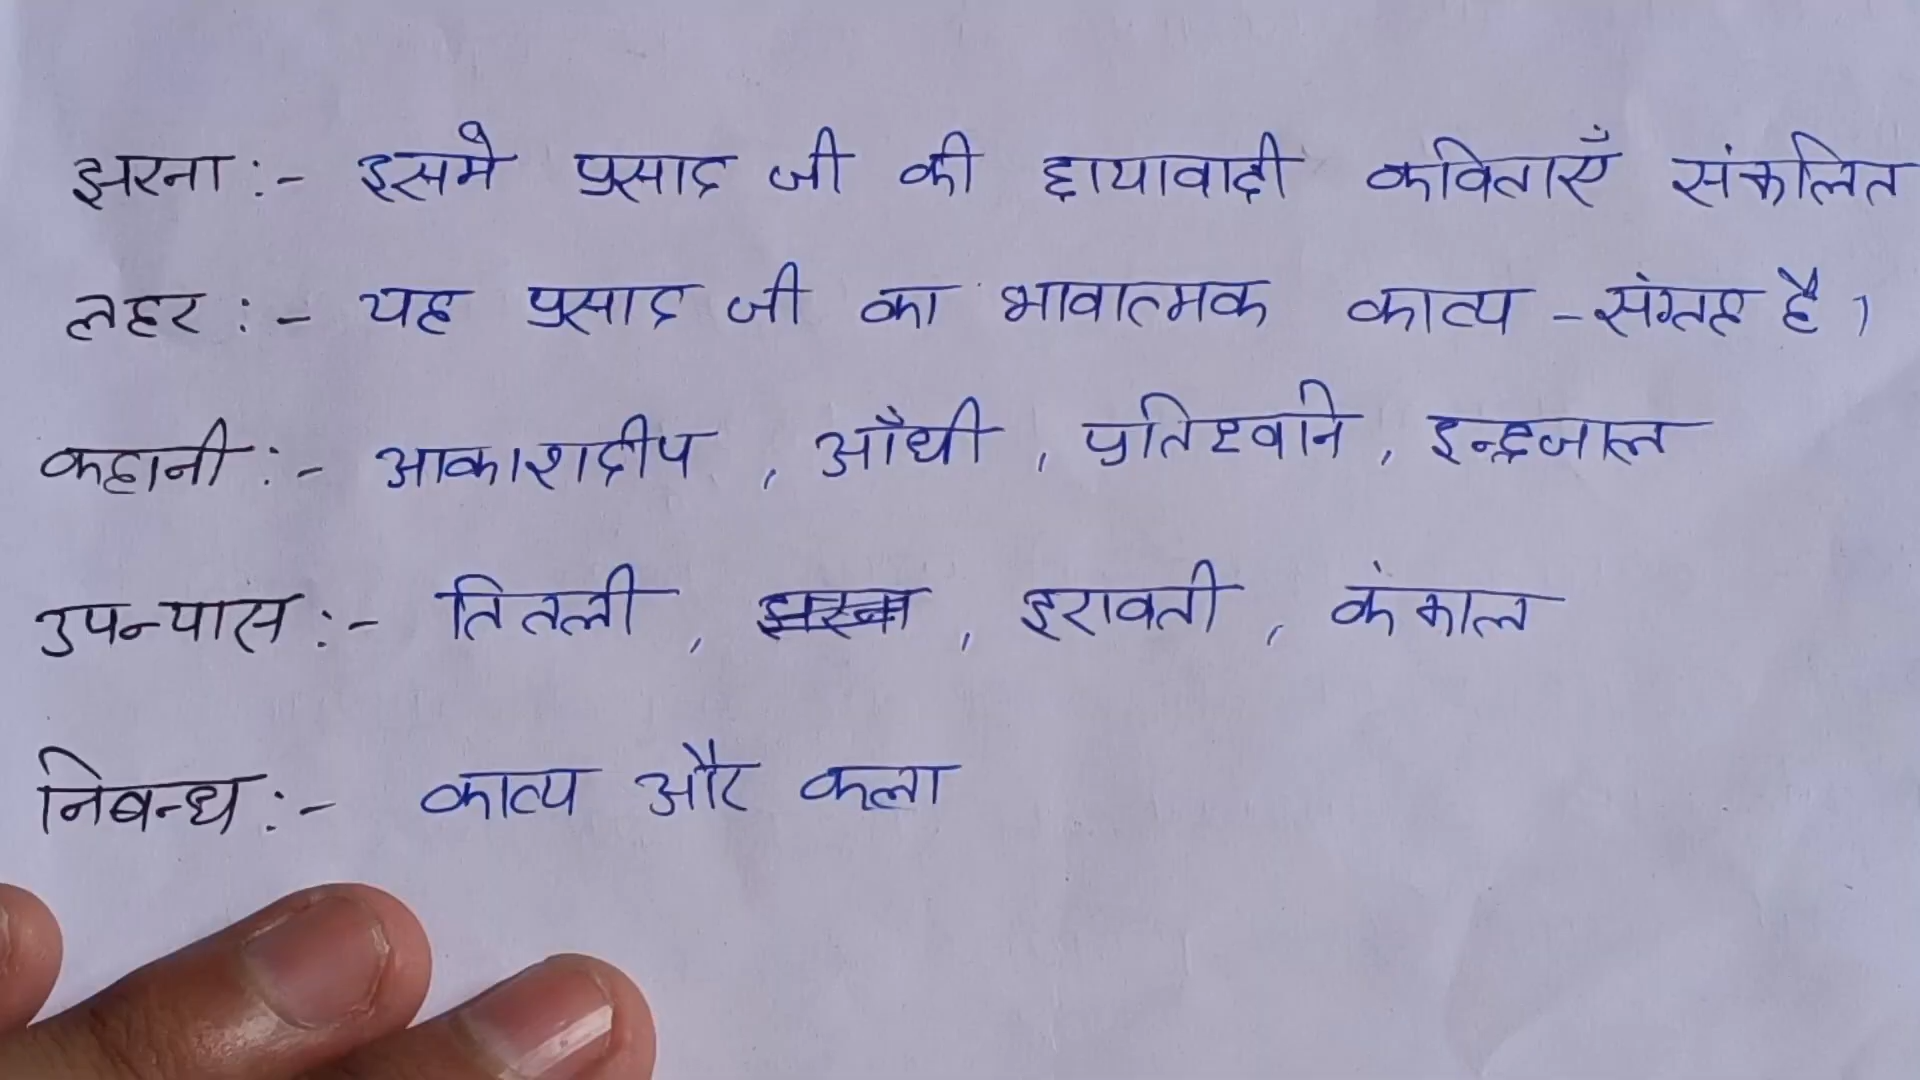 झरना :- इसमे प्रसाद जी की छायावादी कविताएँ संकलित
लहर :- यह प्रसाद जी का भावात्मक काव्य -संग्रह है।
कहानी :- आकाशदीप , आँधी , प्रतिध्वनि , इन्द्रजाल
उपन्यास :- तितली , झरना , इरावती , कंकाल
निबन्ध :- काव्य और कला